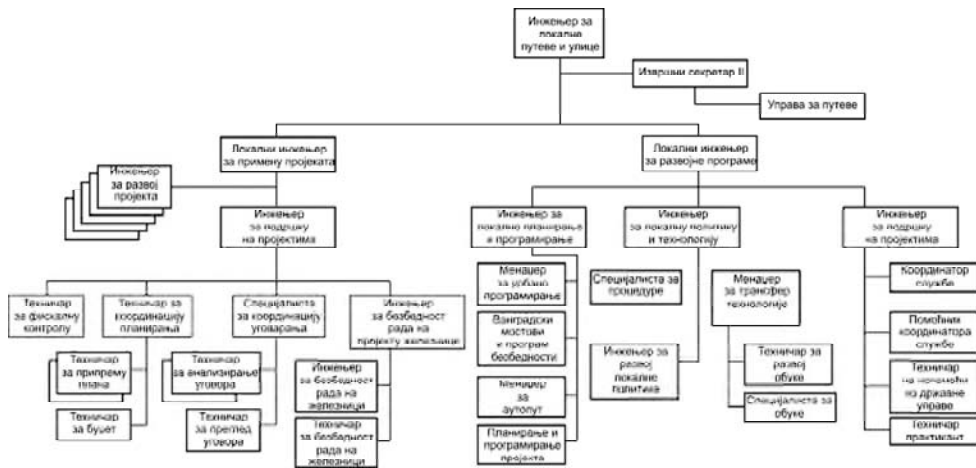 Инжењер за
локалне
путеве и улице
Извршни секретар II
Управа за путеве
Локални инжењер
за примену пројеката
Локални инжењер
за развојне програме
Инжењер
за развој
пројекта
Инжењер
за подршку
на пројектима
Инжењер за
локално планирање
и програмирање
Инжењер
за локалну политику
и технологију
Инжењер
за подршку
на пројектима
Техничар
за фискалну
контролу
Техничар за
координацију
планирања
Специјалиста
за координацију
уговарања
Инжењер
за безбедност
рада на
пројекту железнице
Менаџер
за урбано
програмирање
Специјалиста за
процедуре
Менаџер
за трансфер
технологије
Координатор
службе
Ванградски
мостови
и програм
безбедности
Помоћник
координатора
службе
Техничар
за припрему
плана
Техничар
за анализирање
уговора
Инжењер
за безбедност
рада на
железници
Инжењер за
развој
локалне
политике
Техничар за
развој
обуке
Техничар
на
државне
управе
Менаџер
за
аутопут
Специјалиста за
обуке
Техничар
за буџет
Техничар
за преглед
уговора
Техничар
за безбедност
рада на
железници
Планирање и
програмирање
пројекта
Техничар
практикант